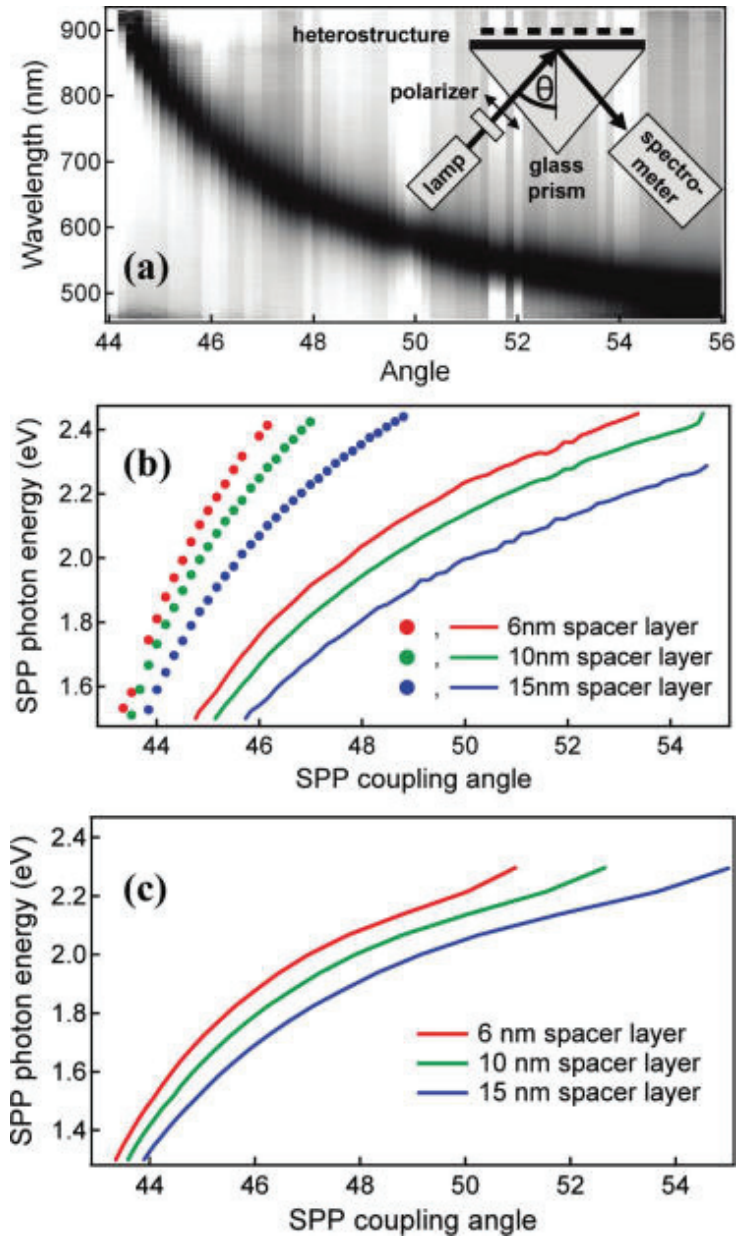 900
800
700
600
500
Wavelength (nm)
heterostructure
polarizer
θ
lamp
glass
prism
spectro-
meter
(a)
44 46 48 50 52 54 56
Angle
2.4
2.2
2.0
1.8
1.6
SPP photon energy (eV)
(b)
, 6nm spacer layer
, 10nm spacer layer
, 15nm spacer layer
44 46 48 50 52 54
SPP coupling angle
2.4
2.2
2.0
1.8
1.6
1.4
SPP photon energy (eV)
(c)
6 nm spacer layer
10 nm spacer layer
15 nm spacer layer
44 46 48 50 52 54
SPP coupling angle